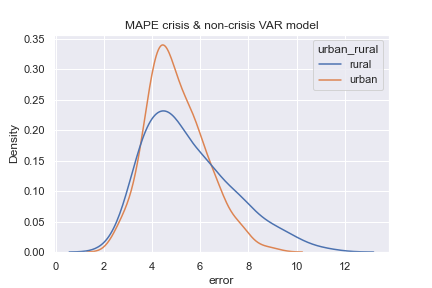 MAPE crisis & non-crisis VAR model
urban_rural
rural
urban
Density
0.35
0.30
0.25
0.20
0.15
0.10
0.05
0.00
0 2 4 6 8 10 12
error